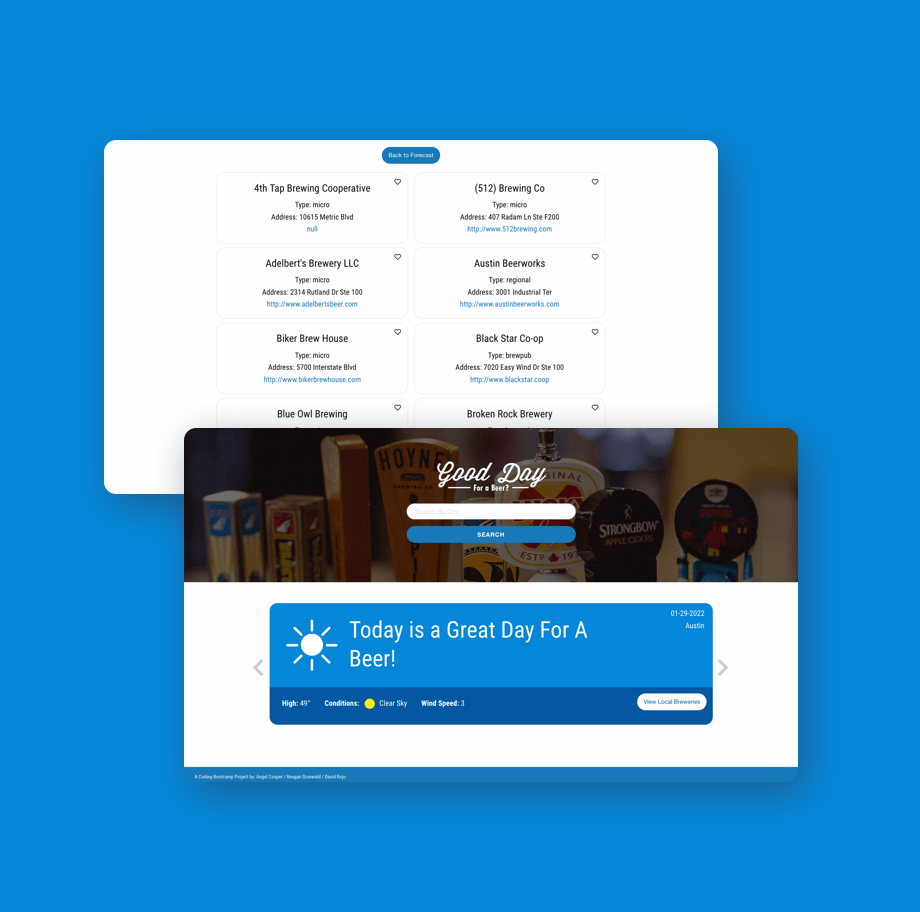 Back to Forecast
4th Tap Brewing Cooperative
Type: micro
Address: 10615 Metric Blvd
null
(512) Brewing Co
Type: micro
Address: 407 Radam Ln Ste F200
http://www.512brewing.com
Adelbert's Brewery LLC
Type: micro
Address: 2314 Rutland Dr Ste 100
http://www.adelbertsbeer.com
Austin Beerworks
Type: regional
Address: 3001 Industrial Ter
http://www.austinbeerworks.com
Biker Brew House
Type: micro
Address: 5700 Interstate Blvd
http://www.bikerbrewhouse.com
Black Star Co-op
Type: brewpub
Address: 7020 Easy Wind Dr Ste 100
http://www.blackstar.coop
Blue Owl Brewing
Broken Rock Brewery
HOYNE
Good Day
For a Beer?
Search By City
SEARCH
STRONGBOW
APPLE CIDERS
01-29-2022
Austin
Today is a Great Day For A
Beer!
High: 49°
Conditions: Clear Sky
Wind Speed: 3
View Local Breweries
A Coding Bootcamp Project by: Angel Cooper / Reagan Grunwald / David Rojo